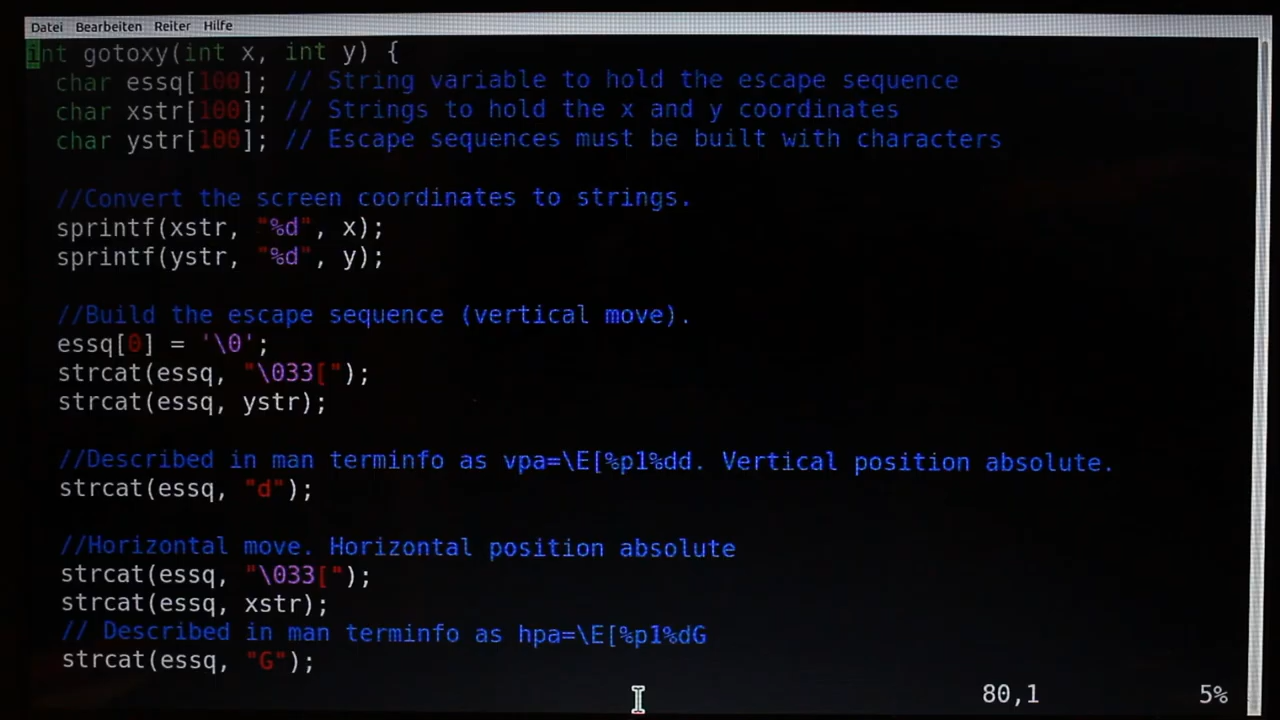 Datei Bearbeiten Reiter Hilfe
int gotoxy(int x, int y) {
char essq[100]; // String variable to hold the escape sequence
char xstr[100]; // Strings to hold the x and y coordinates
char ystr[100]; // Escape sequences must be built with characters
//Convert the screen coordinates to strings.
sprintf(xstr, "%d", x);
sprintf(ystr, "%d", y);
//Build the escape sequence (vertical move).
essq[0] = '\0';
strcat(essq, "\033[");
strcat(essq, ystr);
//Described in man terminfo as vpa=\E[%p1%dd. Vertical position absolute.
strcat(essq, "d");
//Horizontal move. Horizontal position absolute
strcat(essq, "\033[");
strcat(essq, xstr);
// Described in man terminfo as hpa=\E[%p1%dG
strcat(essq, "G");
80,1 5%